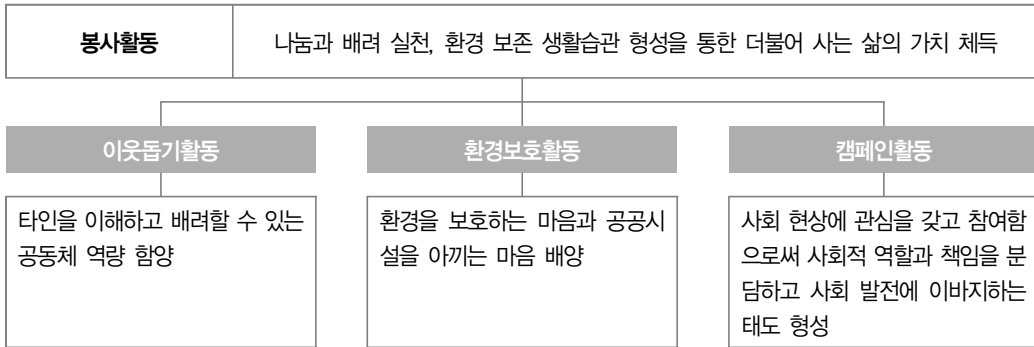 봉사활동
나눔과 배려 실천, 환경 보존 생활습관 형성을 통한 더불어 사는 삶의 가치 체득
이웃돕기활동
타인을 이해하고 배려할 수 있는
공동체 역량 함양
환경보호활동
환경을 보호하는 마음과 공공시
설을 아끼는 마음 배양
캠페인활동
사회 현상에 관심을 갖고 참여함
으로써 사회적 역할과 책임을 분
담하고 사회 발전에 이바지하는
태도 형성